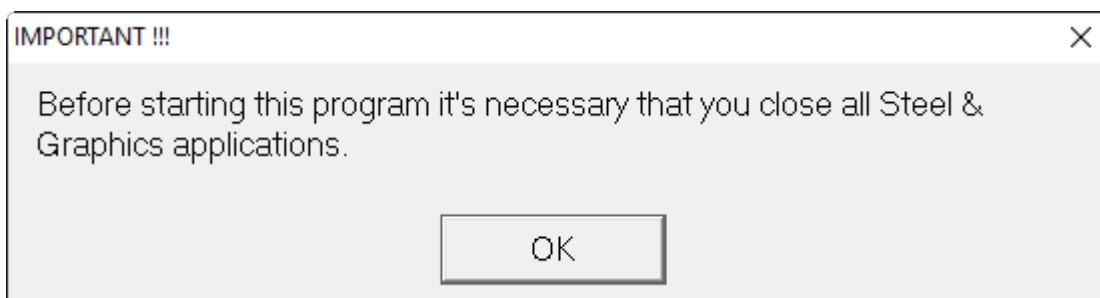 IMPORTANT !!!
Before starting this program it's necessary that you close all Steel &
Graphics applications.
OK